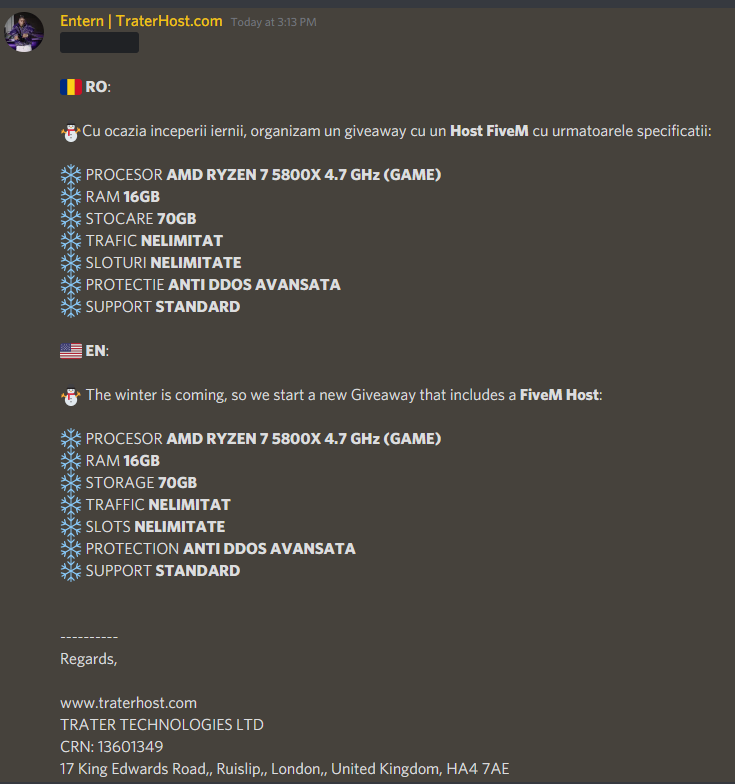 Entern | TraterHost.com Today at 3:13 PM
RO:
Cu ocazia inceperii iernii, organizam un giveaway cu un Host FiveM cu urmatoarele specificatii:
PROCESOR AMD RYZEN 7 5800X 4.7 GHz (GAME)
RAM 16GB
STOCARE 70GB
TRAFIC NELIMITAT
SLOTURI NELIMITATE
PROTECTIE ANTI DDOS AVANSATA
SUPPORT STANDARD
EN:
The winter is coming, so we start a new Giveaway that includes a FiveM Host:
PROCESOR AMD RYZEN 7 5800X 4.7 GHz (GAME)
RAM 16GB
STORAGE 70GB
TRAFFIC NELIMITAT
SLOTS NELIMITATE
PROTECTION ANTI DDOS AVANSATA
SUPPORT STANDARD
----------
Regards,
www.traterhost.com
TRATER TECHNOLOGIES LTD
CRN: 13601349
17 King Edwards Road,, Ruislip,, London,, United Kingdom, HA4 7AE